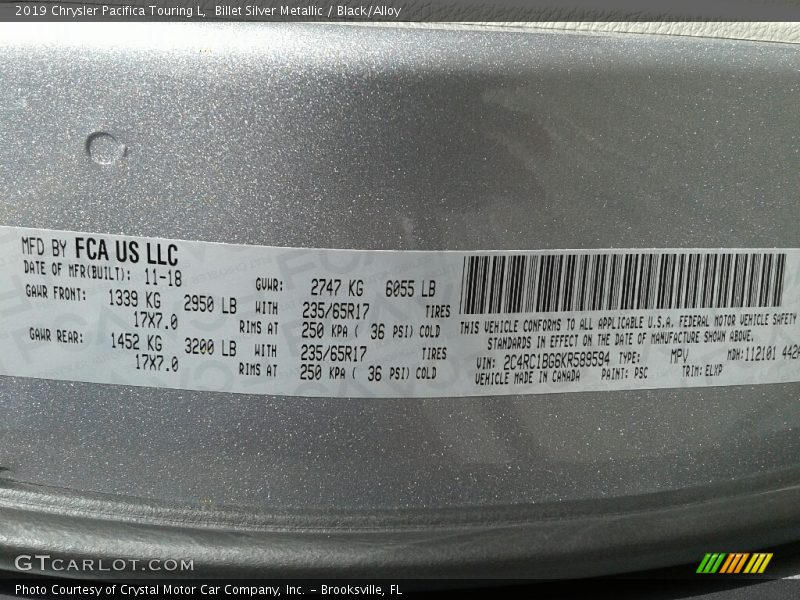 2019 Chrysler Pacifica Touring L,  Billet Silver Metallic / Black/Alloy
MFD BY FCA US LLC
DATE OF MFR(BUILT): 11-18
GVWR: 2747 KG 6055 LB
GAWR FRONT: 1339 KG 2950 LB WITH 235/65R17 TIRES
17X7.0 RIMS AT 250 KPA ( 36 PSI) COLD
GAWR REAR: 1452 KG 3200 LB WITH 235/65R17 TIRES
17X7.0 RIMS AT 250 KPA ( 36 PSI) COLD
THIS VEHICLE CONFORMS TO ALL APPLICABLE U.S.A. FEDERAL MOTOR VEHICLE SAFETY
STANDARDS IN EFFECT ON THE DATE OF MANUFACTURE SHOWN ABOVE.
VIN: 2C4RC1BG6KR589594 TYPE: MPV MDH:112101 442
VEHICLE MADE IN CANADA PAINT: PSC TRIM: ELXP
GTCARLOT.COM
Photo Courtesy of Crystal Motor Car Company, Inc. – Brooksville, FL